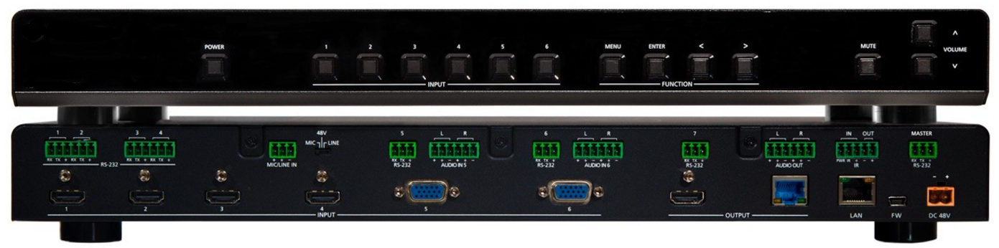 POWER 1 2 3 4 5 6 MENU ENTER < > MUTE VOLUME
INPUT FUNCTION
1 2 3 4 48V 5 L R 6 L R 7 L R IN OUT MASTER
MIC LINE
RX TX + RX TX + RX TX + RX TX + RX TX + + - + - RX TX + + - + - RX TX + + - + - PWR IR + - + RX TX +
RS-232 MIC/LINE IN RS-232 AUDIO IN 5 RS-232 AUDIO IN 6 RS-232 AUDIO OUT IR RS-232
- +
1 2 3 4 5 6
INPUT OUTPUT LAN FW DC 48V